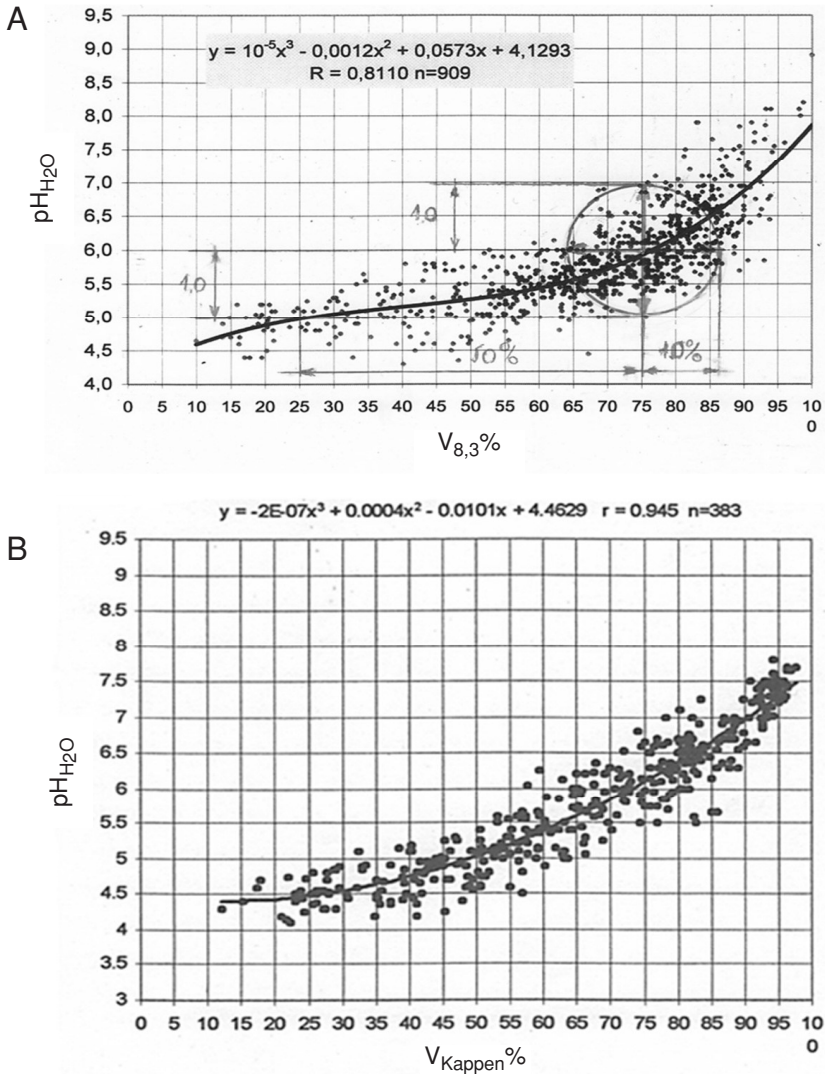 A
9,5
9,0
8,5
8,0
7,5
7,0
6,5
6,0
5,5
5,0
4,5
4,0
pH_H2O
y = 10⁻⁵x³ - 0,0012x² + 0,0573x + 4,1293
R = 0,8110 n=909
1,0
1,0
50%
10%
0 5 10 15 20 25 30 35 40 45 50 55 60 65 70 75 80 85 90 95 10
0
V8,3%
B
y = -2E-07x³ + 0.0004x² - 0.0101x + 4.4629 r = 0.945 n=383
9.5
9
8.5
8
7.5
7
6.5
6
5.5
5
4.5
4
3.5
3
pH_H2O
0 5 10 15 20 25 30 35 40 45 50 55 60 65 70 75 80 85 90 95 10
0
VKappen%